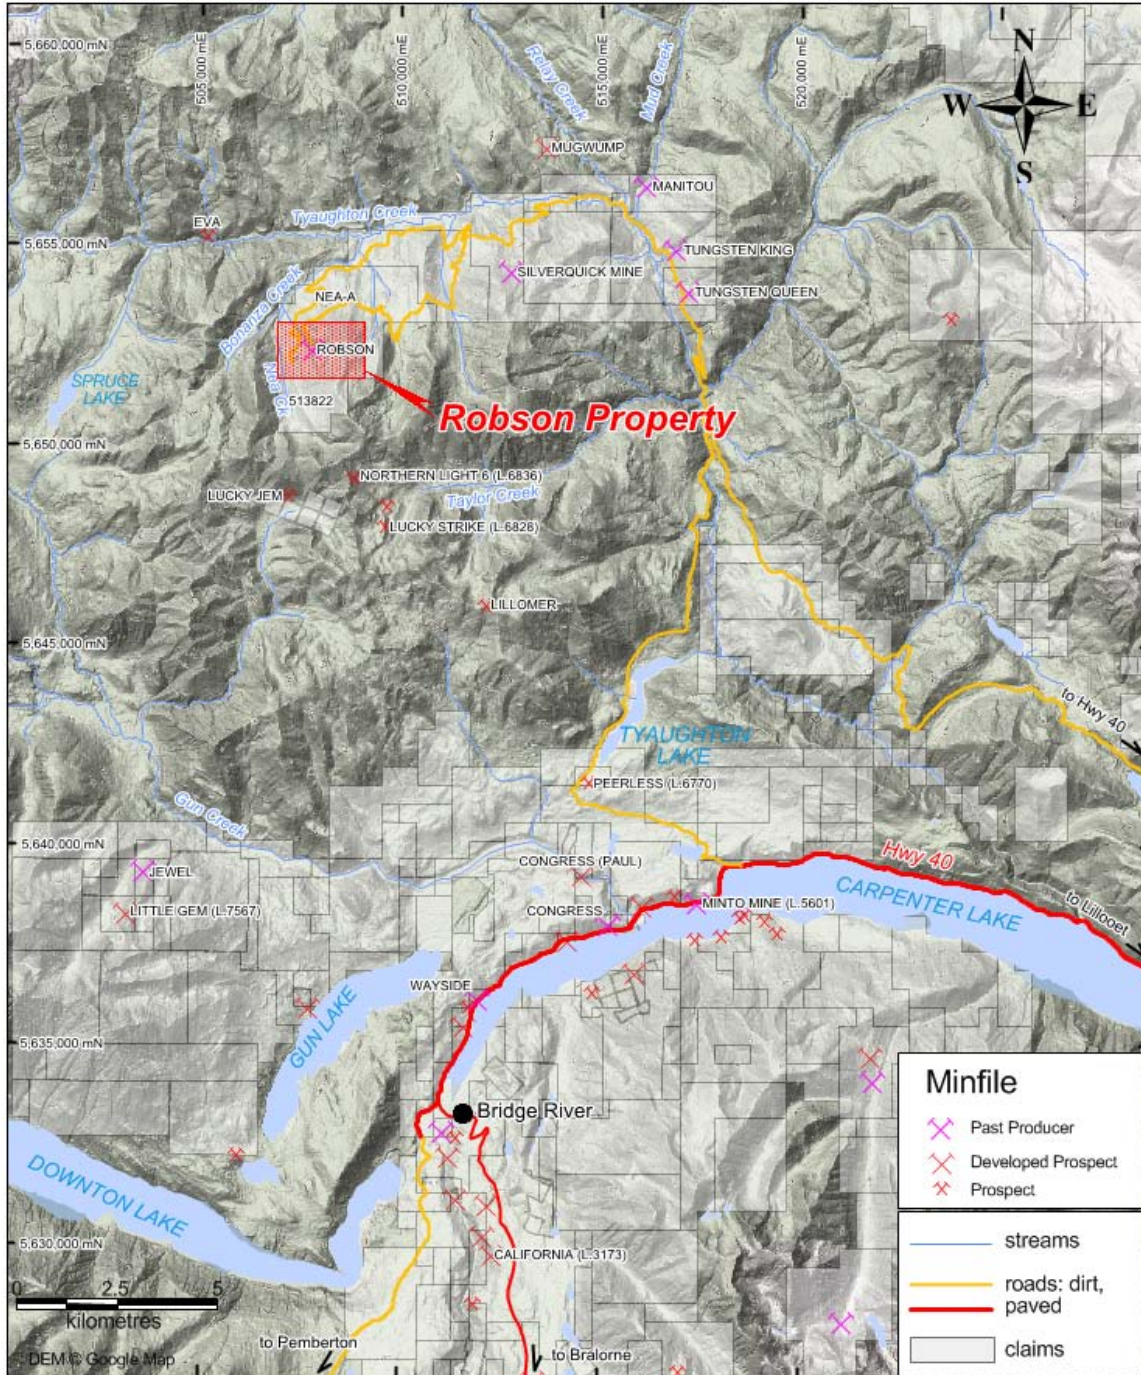 5,660,000 mN
505,000 mE
510,000 mE
515,000 mE
520,000 mE
N
W
E
S
Relay Creek
Mud Creek
MUGWUMP
MANITOU
Tyaughton Creek
EVA
TUNGSTEN KING
5,655,000 mN
SILVERQUICK MINE
TUNGSTEN QUEEN
NEA-A
Bonanza Creek
ROBSON
Nea Ck
SPRUCE
LAKE
513822
Robson Property
5,650,000 mN
NORTHERN LIGHT 6 (L.6836)
LUCKY JEM
Taylor Creek
LUCKY STRIKE (L.6828)
LILLOMER
5,645,000 mN
to Hwy 40
TYAUGHTON
LAKE
PEERLESS (L.6770)
Gun Creek
5,640,000 mN
Hwy 40
CONGRESS (PAUL)
JEWEL
CARPENTER LAKE
to Lillooet
LITTLE GEM (L.7567)
CONGRESS
MINTO MINE (L.5601)
WAYSIDE
GUN LAKE
5,635,000 mN
Bridge River
DOWNTON LAKE
5,630,000 mN
CALIFORNIA (L.3173)
0 2.5 5
kilometres
to Pemberton
to Bralorne
DEM © Google Map
Minfile
Past Producer
Developed Prospect
Prospect
streams
roads: dirt,
paved
claims